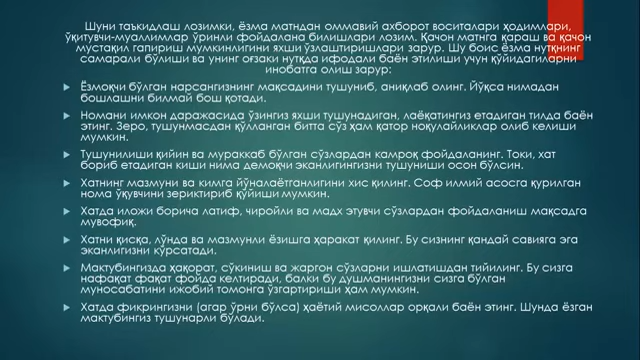 Шуни таъкидлаш лозимки, ёзма матндан оммавий ахборот воситалари ҳодимлари,
ўқитувчи-муаллимлар ўринли фойдалана билишлари лозим. Қачон матнга қараш ва қачон
мустақил гапириш мумкинлигини яхши ўзлаштиришлари зарур. Шу боис ёзма нутқнинг
самарали бўлиши ва унинг оғзаки нутқда ифодали баён этилиши учун қўйидагиларни
инобатга олиш зарур:
Ёзмоқчи бўлган нарсангизнинг мақсадини тушуниб, аниқлаб олинг. Йўқса нимадан
бошлашни билмай бош қотади.
Номани имкон даражасида ўзингиз яхши тушунадиган, лаёқатингиз етадиган тилда баён
этинг. Зеро, тушунмасдан қўлланган битта сўз ҳам қатор ноқулайликлар олиб келиши
мумкин.
Тушунилиши қийин ва мураккаб бўлган сўзлардан камроқ фойдаланинг. Токи, хат
бориб етадиган киши нима демоқчи эканлигингизни тушуниши осон бўлсин.
Хатнинг мазмуни ва кимга йўналаётганлигини хис қилинг. Соф илмий асосга қурилган
нома ўқувчини зериктириб қўйиши мумкин.
Хатда иложи борича латиф, чиройли ва мадх этувчи сўзлардан фойдаланиш мақсадга
мувофиқ.
Хатни қисқа, лўнда ва мазмунли ёзишга ҳаракат қилинг. Бу сизнинг қандай савияга эга
эканлигизни кўрсатади.
Мактубингизда ҳақорат, сўкиниш ва жаргон сўзларни ишлатишдан тийилинг. Бу сизга
нафақат фақат фойда келтиради, балки бу душманингизни сизга бўлган
муносабатини ижобий томонга ўзгартириши ҳам мумкин.
Хатда фикрингизни (агар ўрни бўлса) ҳаётий мисоллар орқали баён этинг. Шунда ёзган
мактубингиз тушунарли бўлади.